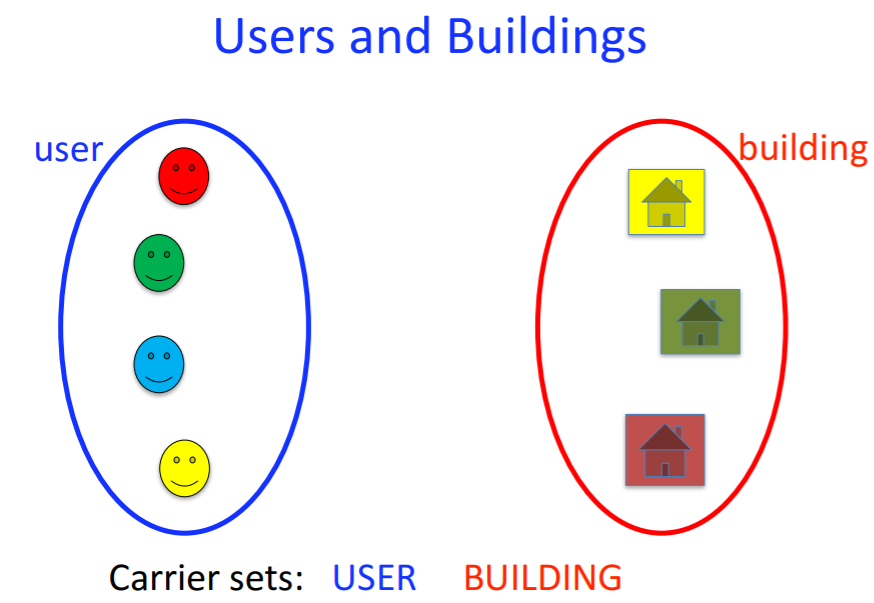 Users and Buildings
user
building
Carrier sets: USER BUILDING